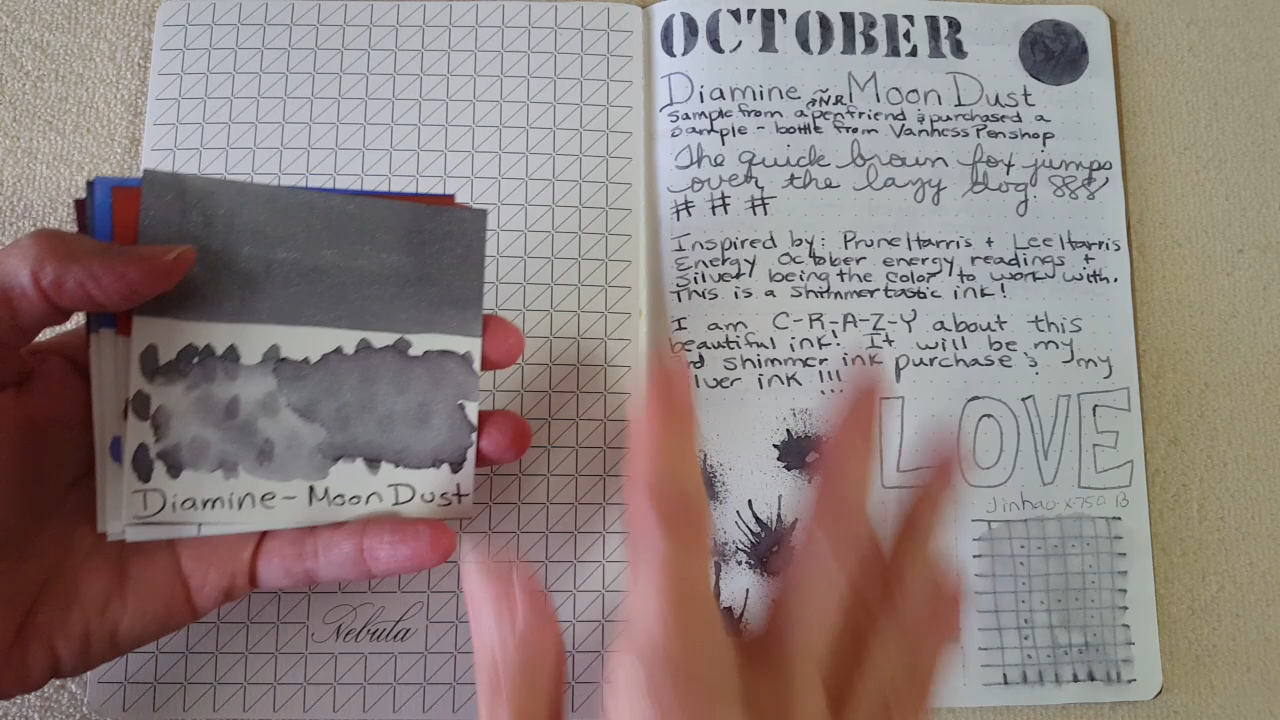 Diamine - Moon Dust
Nebula
OCTOBER
Diamine Moon Dust
Sample from a penfriend & purchased a
sample - bottle from Vanness Penshop
The quick brown fox jumps
over the lazy dog. 888
# # #
Inspired by: Prune Harris + Lee Harris
Energy October energy readings +
Silver being the color to work with.
This is a shimmertastic ink!
I am C-R-A-Z-Y about this
beautiful ink! It will be my
shimmer ink purchase & my
ink !!!
LOVE
Jinhao-X-750 B